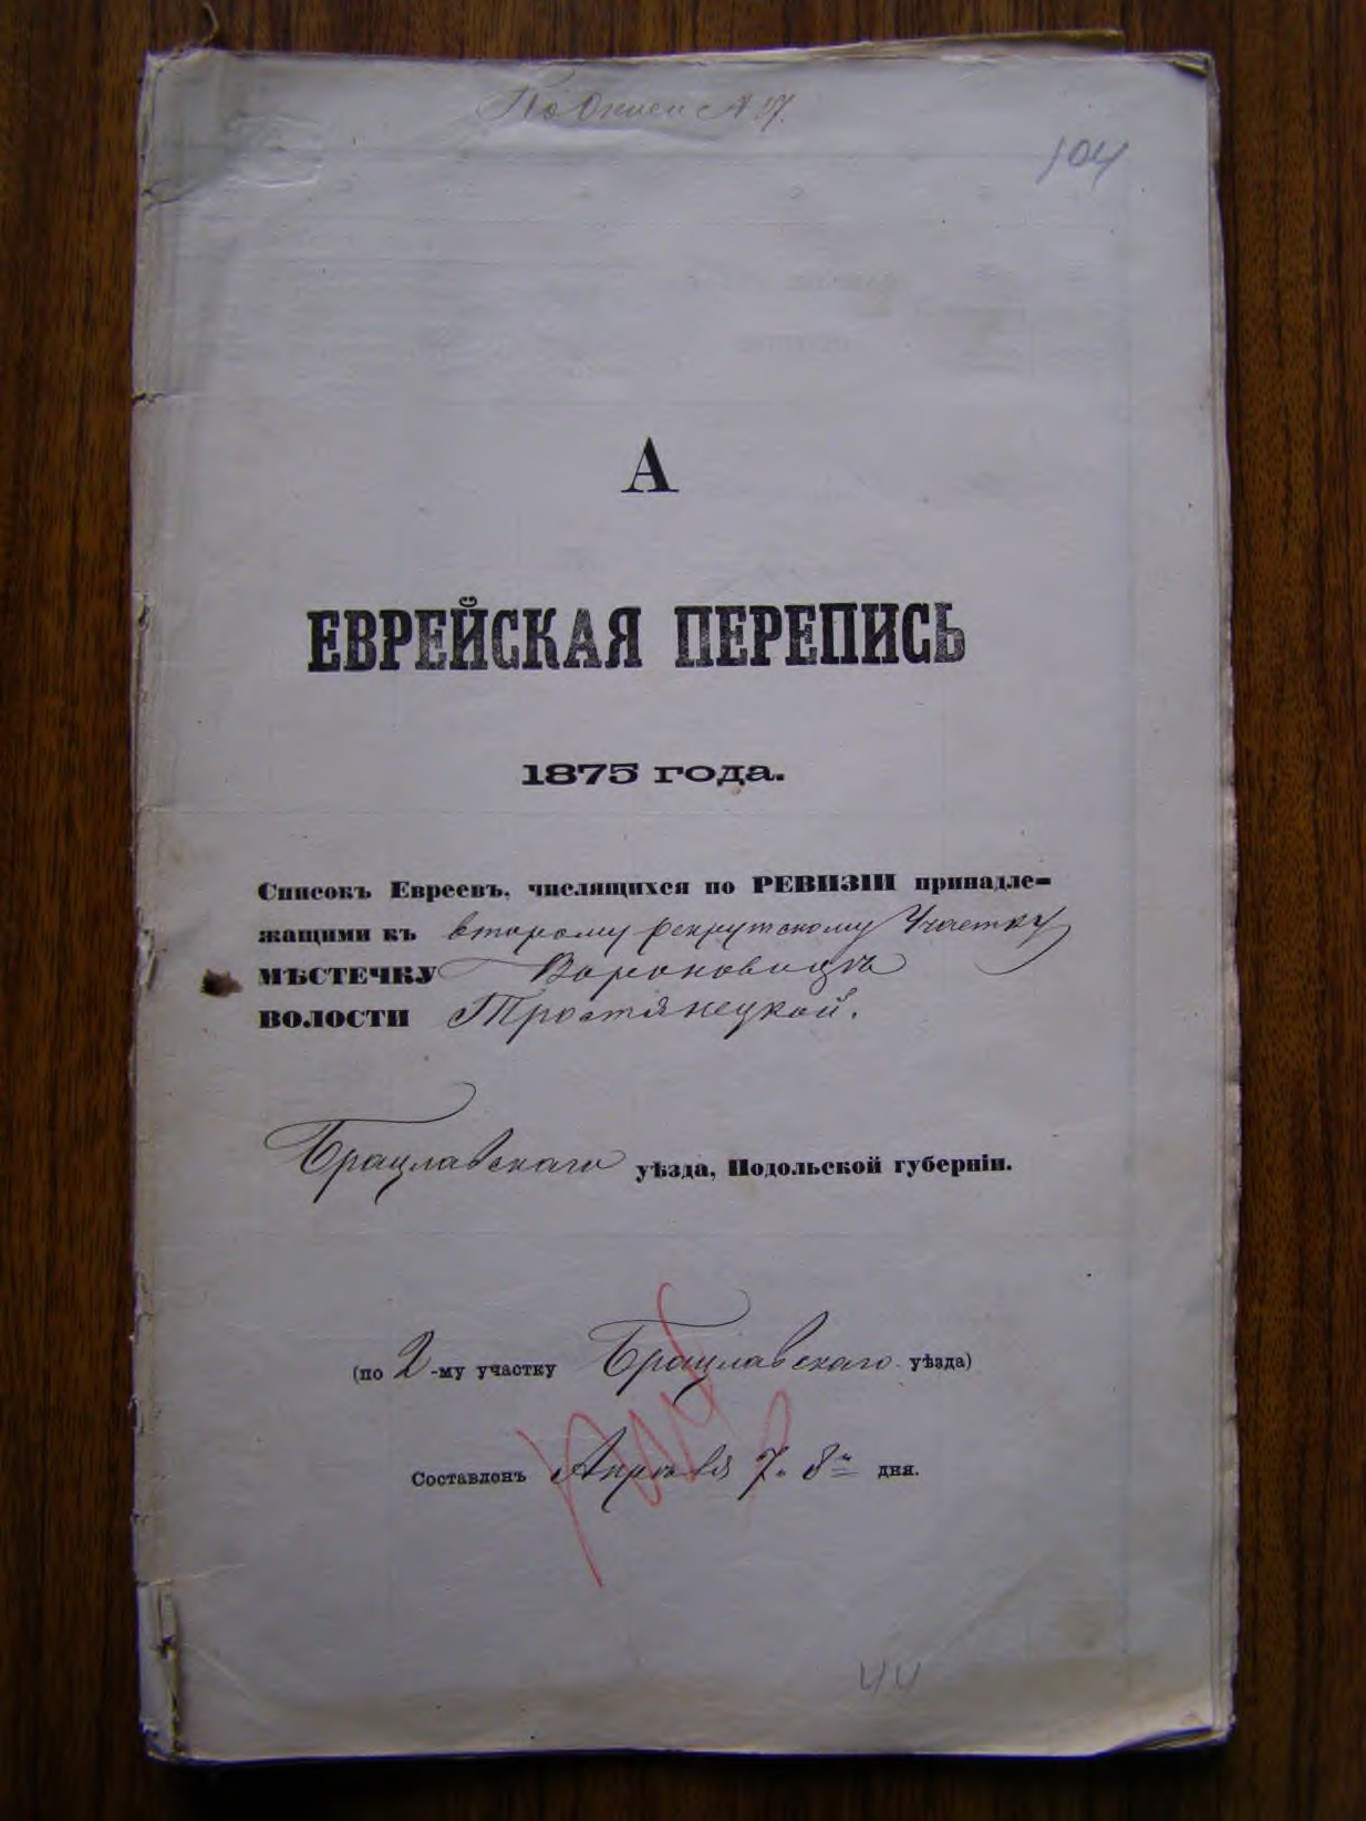 По Описи № 17.
104
А
ЕВРЕЙСКАЯ ПЕРЕПИСЬ
1875 года.
Списокъ Евреевъ, числящихся по РЕВИЗІИ принадле-
жащими къ второму рекрутскому Участку
МѢСТЕЧКУ Вороновицѣ
ВОЛОСТИ Тростянецкой.
Брацлавскаго уѣзда, Подольской губерніи.
(по 2-му участку Брацлавскаго уѣзда)
Составленъ Апрѣля 7 и 8 дня.
44